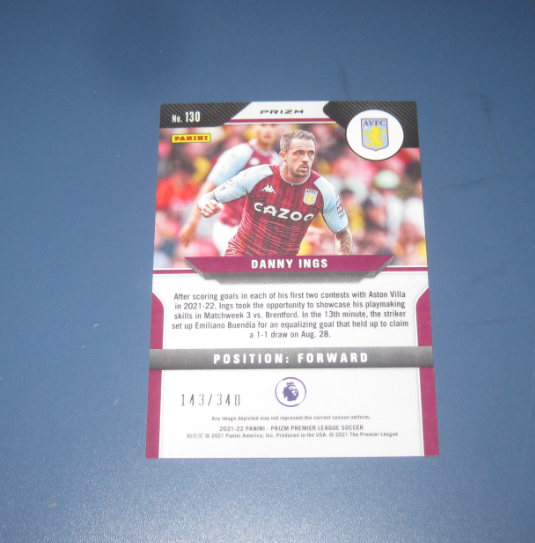 No. 130
PRIZM
PANINI
AVFC
CAZOO
DANNY INGS
After scoring goals in each of his first two contests with Aston Villa
in 2021-22, Ings took the opportunity to showcase his playmaking
skills in Matchweek 3 vs. Brentford. In the 13th minute, the striker
set up Emiliano Buendía for an equalizing goal that held up to claim
a 1-1 draw on Aug. 28.
POSITION: FORWARD
143/340
Any image depicted may not represent the current season uniform.
2021-22 PANINI - PRIZM PREMIER LEAGUE SOCCER
© 2021 Panini America, Inc. Produced in the USA. © 2021 The Premier League